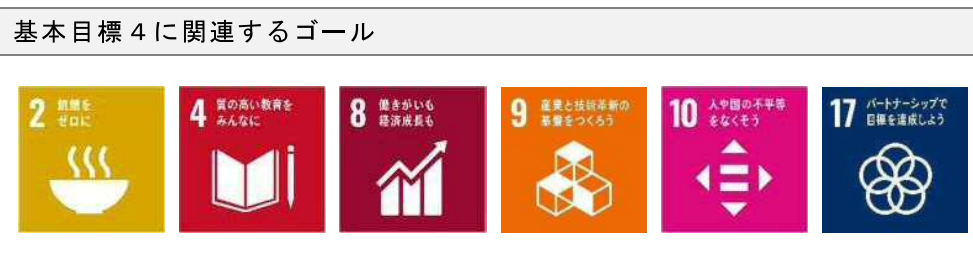 基本目標４に関連するゴール
2 飢餓を
ゼロに
4 質の高い教育を
みんなに
8 働きがいも
経済成長も
9 産業と技術革新の
基盤をつくろう
10 人や国の不平等
をなくそう
17 パートナーシップで
目標を達成しよう